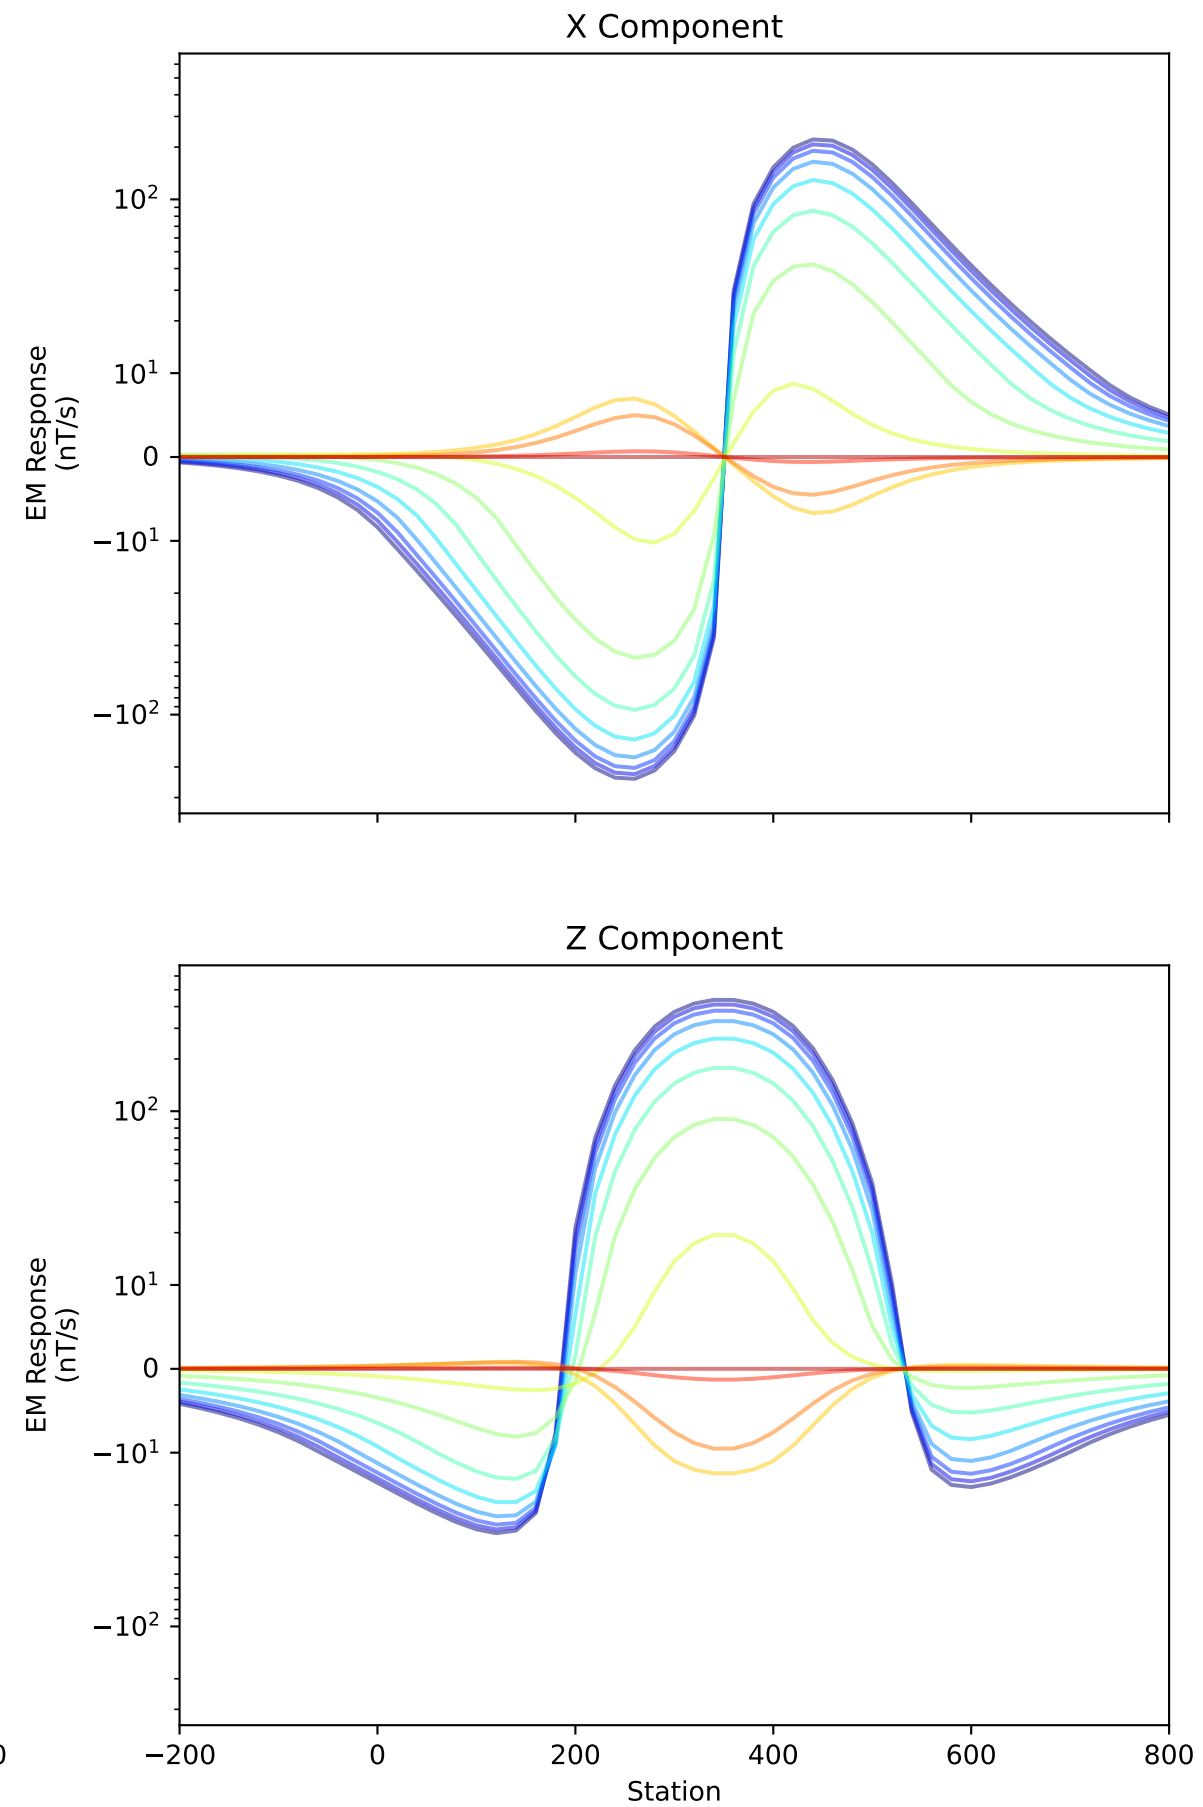 X Component
10²
10¹
0
−10¹
−10²
EM Response
(nT/s)
Z Component
10²
10¹
0
−10¹
−10²
EM Response
(nT/s)
0
−200 0 200 400 600 800
Station